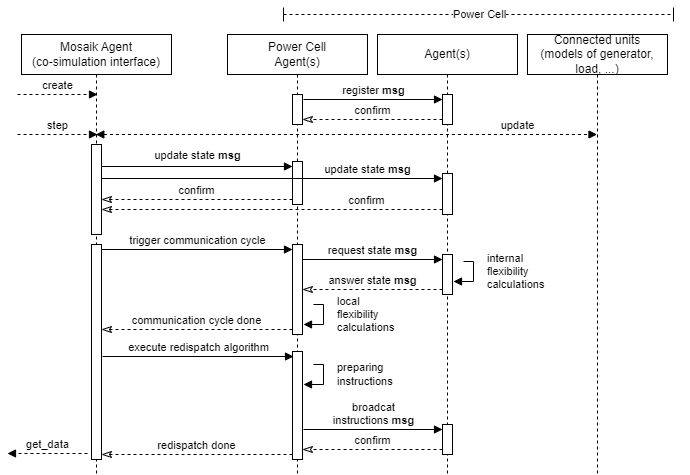 Power Cell
Mosaik Agent
(co-simulation interface)
Power Cell
Agent(s)
Agent(s)
Connected units
(models of generator,
load, ...)
create
register msg
confirm
step
update
update state msg
update state msg
confirm
confirm
trigger communication cycle
request state msg
internal
flexibility
calculations
answer state msg
local
flexibility
calculations
communication cycle done
execute redispatch algorithm
preparing
instructions
broadcat
instructions msg
confirm
get_data
redispatch done